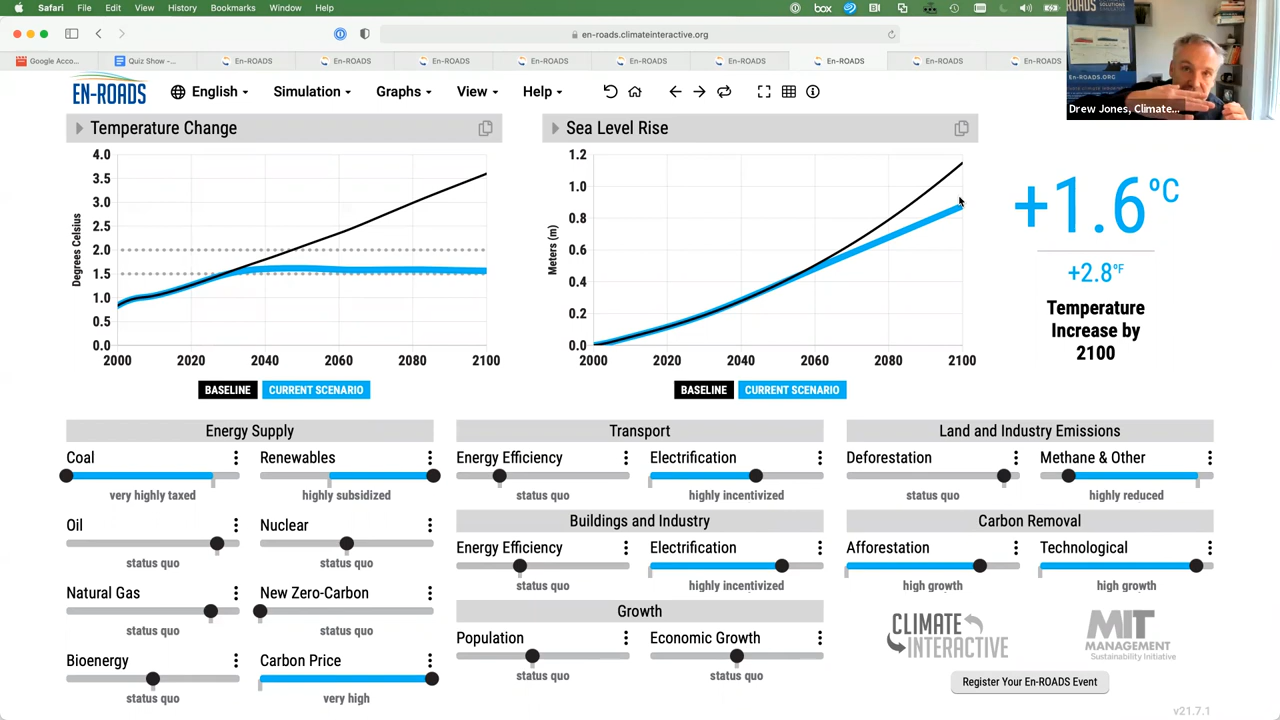 Safari File Edit View History Bookmarks Window Help
box
en-roads.climateinteractive.org
Google Acco...
Quiz Show -...
En-ROADS
En-ROADS
En-ROADS
En-ROADS
En-ROADS
En-ROADS
En-ROADS
En-ROADS
En-ROADS
EN-ROADS
English
Simulation
Graphs
View
Help
SOLUTIONS
EN-ROADS.ORG
Drew Jones, Climate...
Temperature Change
Sea Level Rise
4.0
3.5
3.0
2.5
2.0
1.5
1.0
0.5
0.0
Degrees Celsius
2000 2020 2040 2060 2080 2100
BASELINE CURRENT SCENARIO
1.2
1.0
0.8
0.6
0.4
0.2
0.0
Meters (m)
2000 2020 2040 2060 2080 2100
BASELINE CURRENT SCENARIO
+1.6 ºC
+2.8 ºF
Temperature
Increase by
2100
Energy Supply
Coal
very highly taxed
Renewables
highly subsidized
Oil
status quo
Nuclear
status quo
Natural Gas
status quo
New Zero-Carbon
status quo
Bioenergy
status quo
Carbon Price
very high
Transport
Energy Efficiency
status quo
Electrification
highly incentivized
Buildings and Industry
Energy Efficiency
status quo
Electrification
highly incentivized
Growth
Population
status quo
Economic Growth
status quo
Land and Industry Emissions
Deforestation
status quo
Methane & Other
highly reduced
Carbon Removal
Afforestation
high growth
Technological
high growth
CLIMATE
INTERACTIVE
MIT
MANAGEMENT
Sustainability Initiative
Register Your En-ROADS Event
v21.7.1